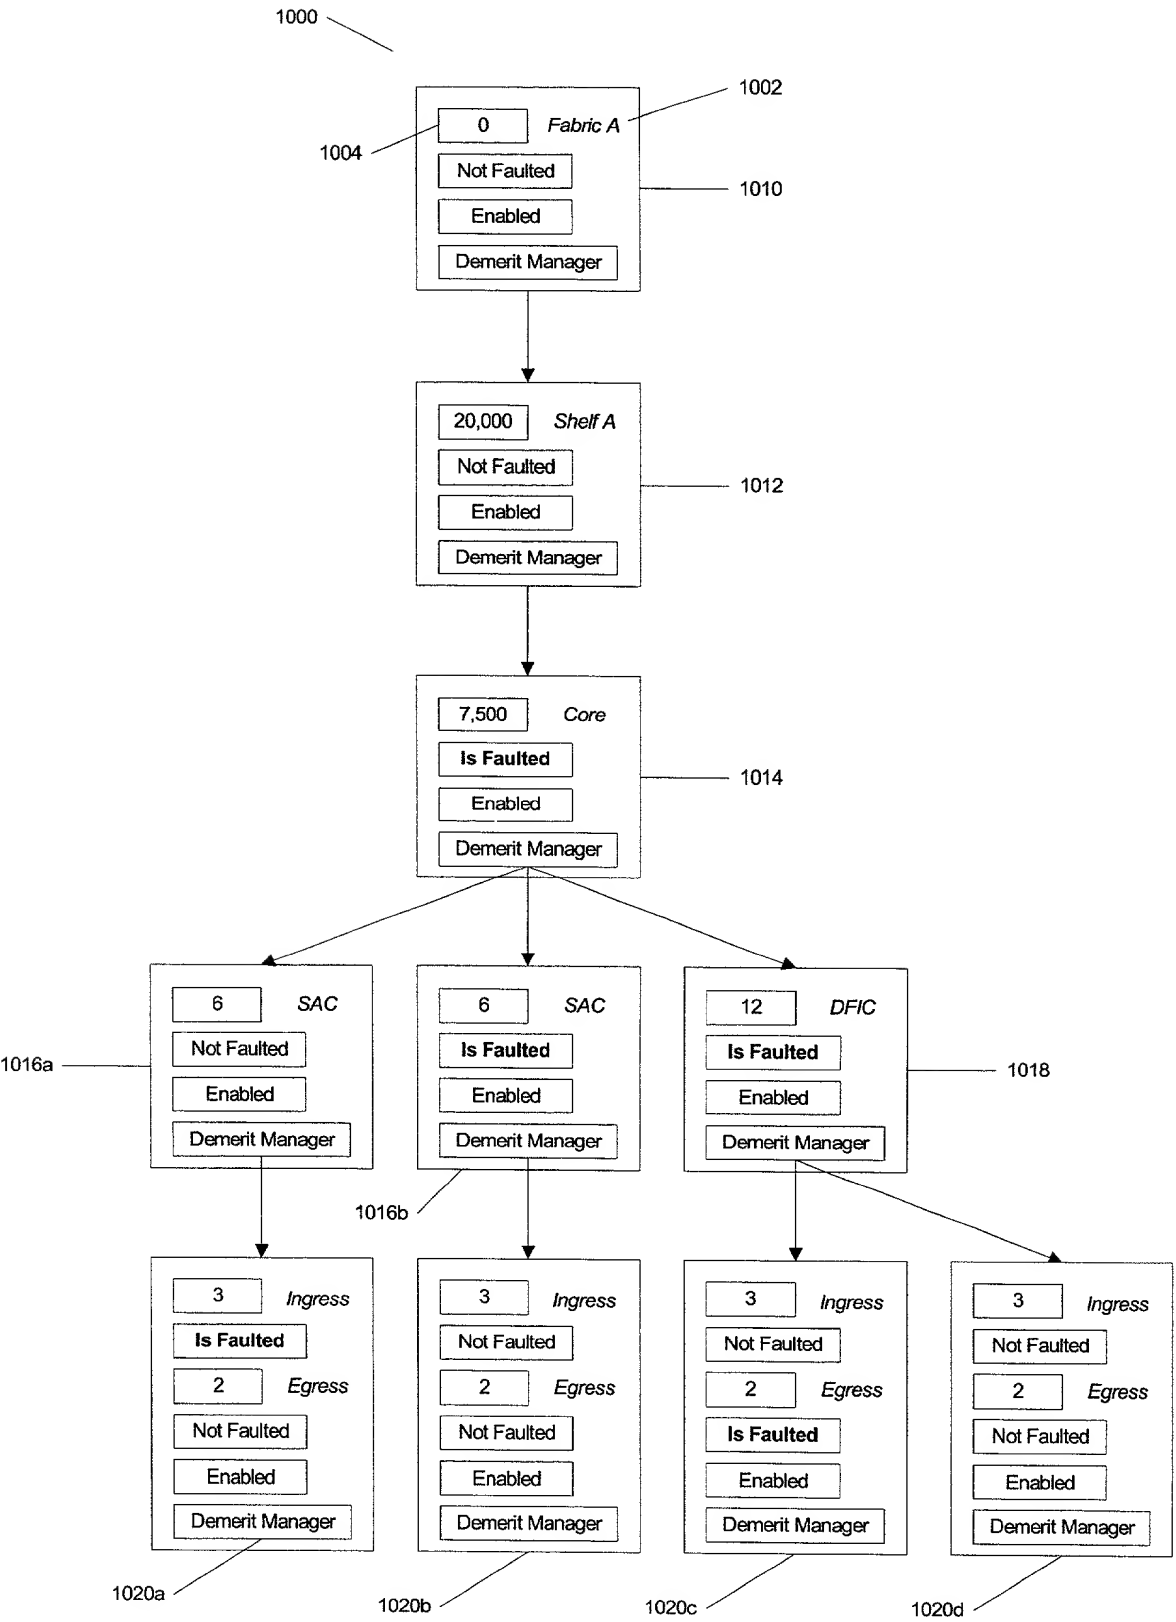 1000
1002
0 Fabric A
1004
Not Faulted
1010
Enabled
Demerit Manager
20,000 Shelf A
Not Faulted
1012
Enabled
Demerit Manager
7,500 Core
Is Faulted
1014
Enabled
Demerit Manager
6 SAC
Not Faulted
1016a
Enabled
Demerit Manager
6 SAC
Is Faulted
Enabled
Demerit Manager
1016b
12 DFIC
Is Faulted
1018
Enabled
Demerit Manager
3 Ingress
Is Faulted
2 Egress
Not Faulted
Enabled
Demerit Manager
1020a
3 Ingress
Not Faulted
2 Egress
Not Faulted
Enabled
Demerit Manager
1020b
3 Ingress
Not Faulted
2 Egress
Is Faulted
Enabled
Demerit Manager
1020c
3 Ingress
Not Faulted
2 Egress
Not Faulted
Enabled
Demerit Manager
1020d